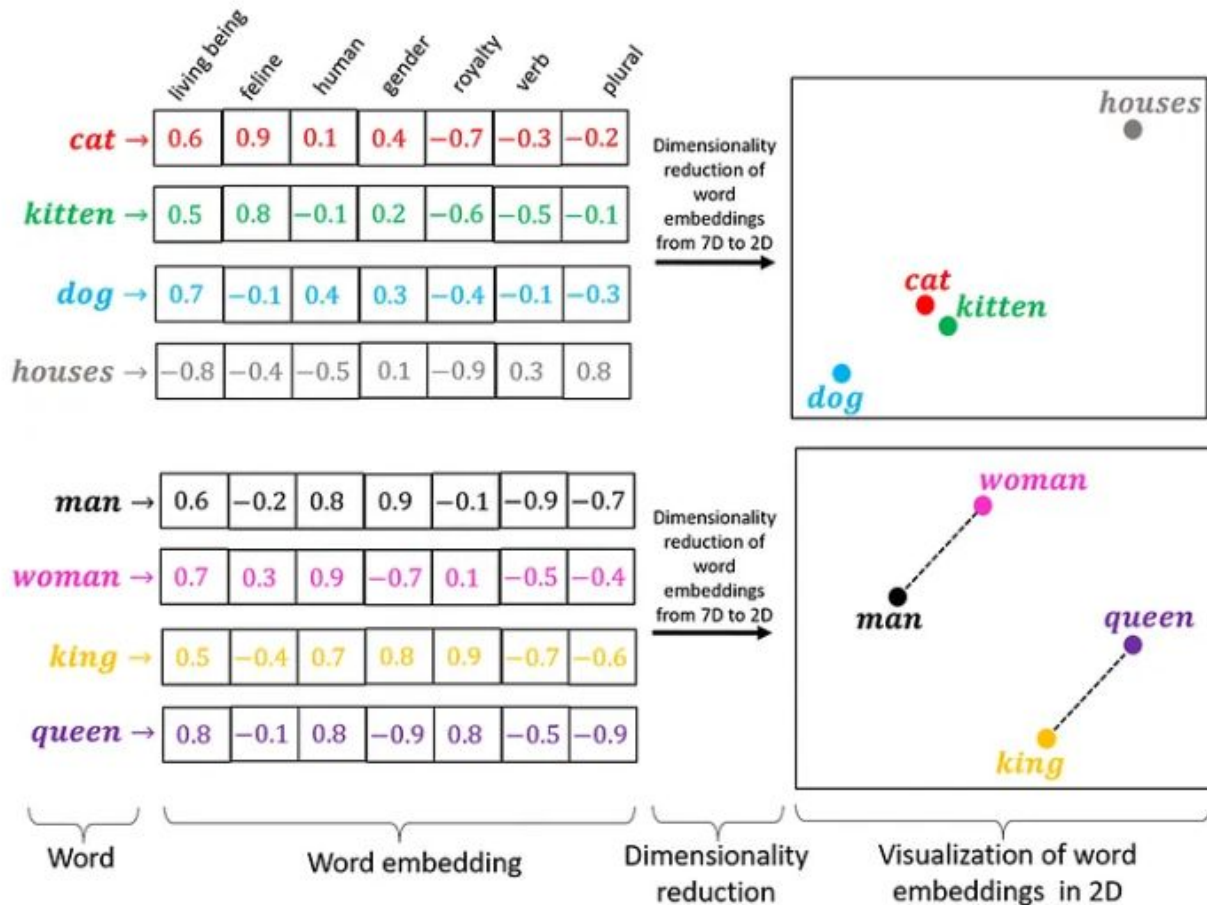 living being feline human gender royalty verb plural
cat → 0.6 0.9 0.1 0.4 −0.7 −0.3 −0.2
kitten → 0.5 0.8 −0.1 0.2 −0.6 −0.5 −0.1
dog → 0.7 −0.1 0.4 0.3 −0.4 −0.1 −0.3
houses → −0.8 −0.4 −0.5 0.1 −0.9 0.3 0.8
Dimensionality
reduction of
word
embeddings
from 7D to 2D
houses
cat
kitten
dog
man → 0.6 −0.2 0.8 0.9 −0.1 −0.9 −0.7
woman → 0.7 0.3 0.9 −0.7 0.1 −0.5 −0.4
king → 0.5 −0.4 0.7 0.8 0.9 −0.7 −0.6
queen → 0.8 −0.1 0.8 −0.9 0.8 −0.5 −0.9
Dimensionality
reduction of
word
embeddings
from 7D to 2D
woman
man
queen
king
Word
Word embedding
Dimensionality
reduction
Visualization of word
embeddings in 2D